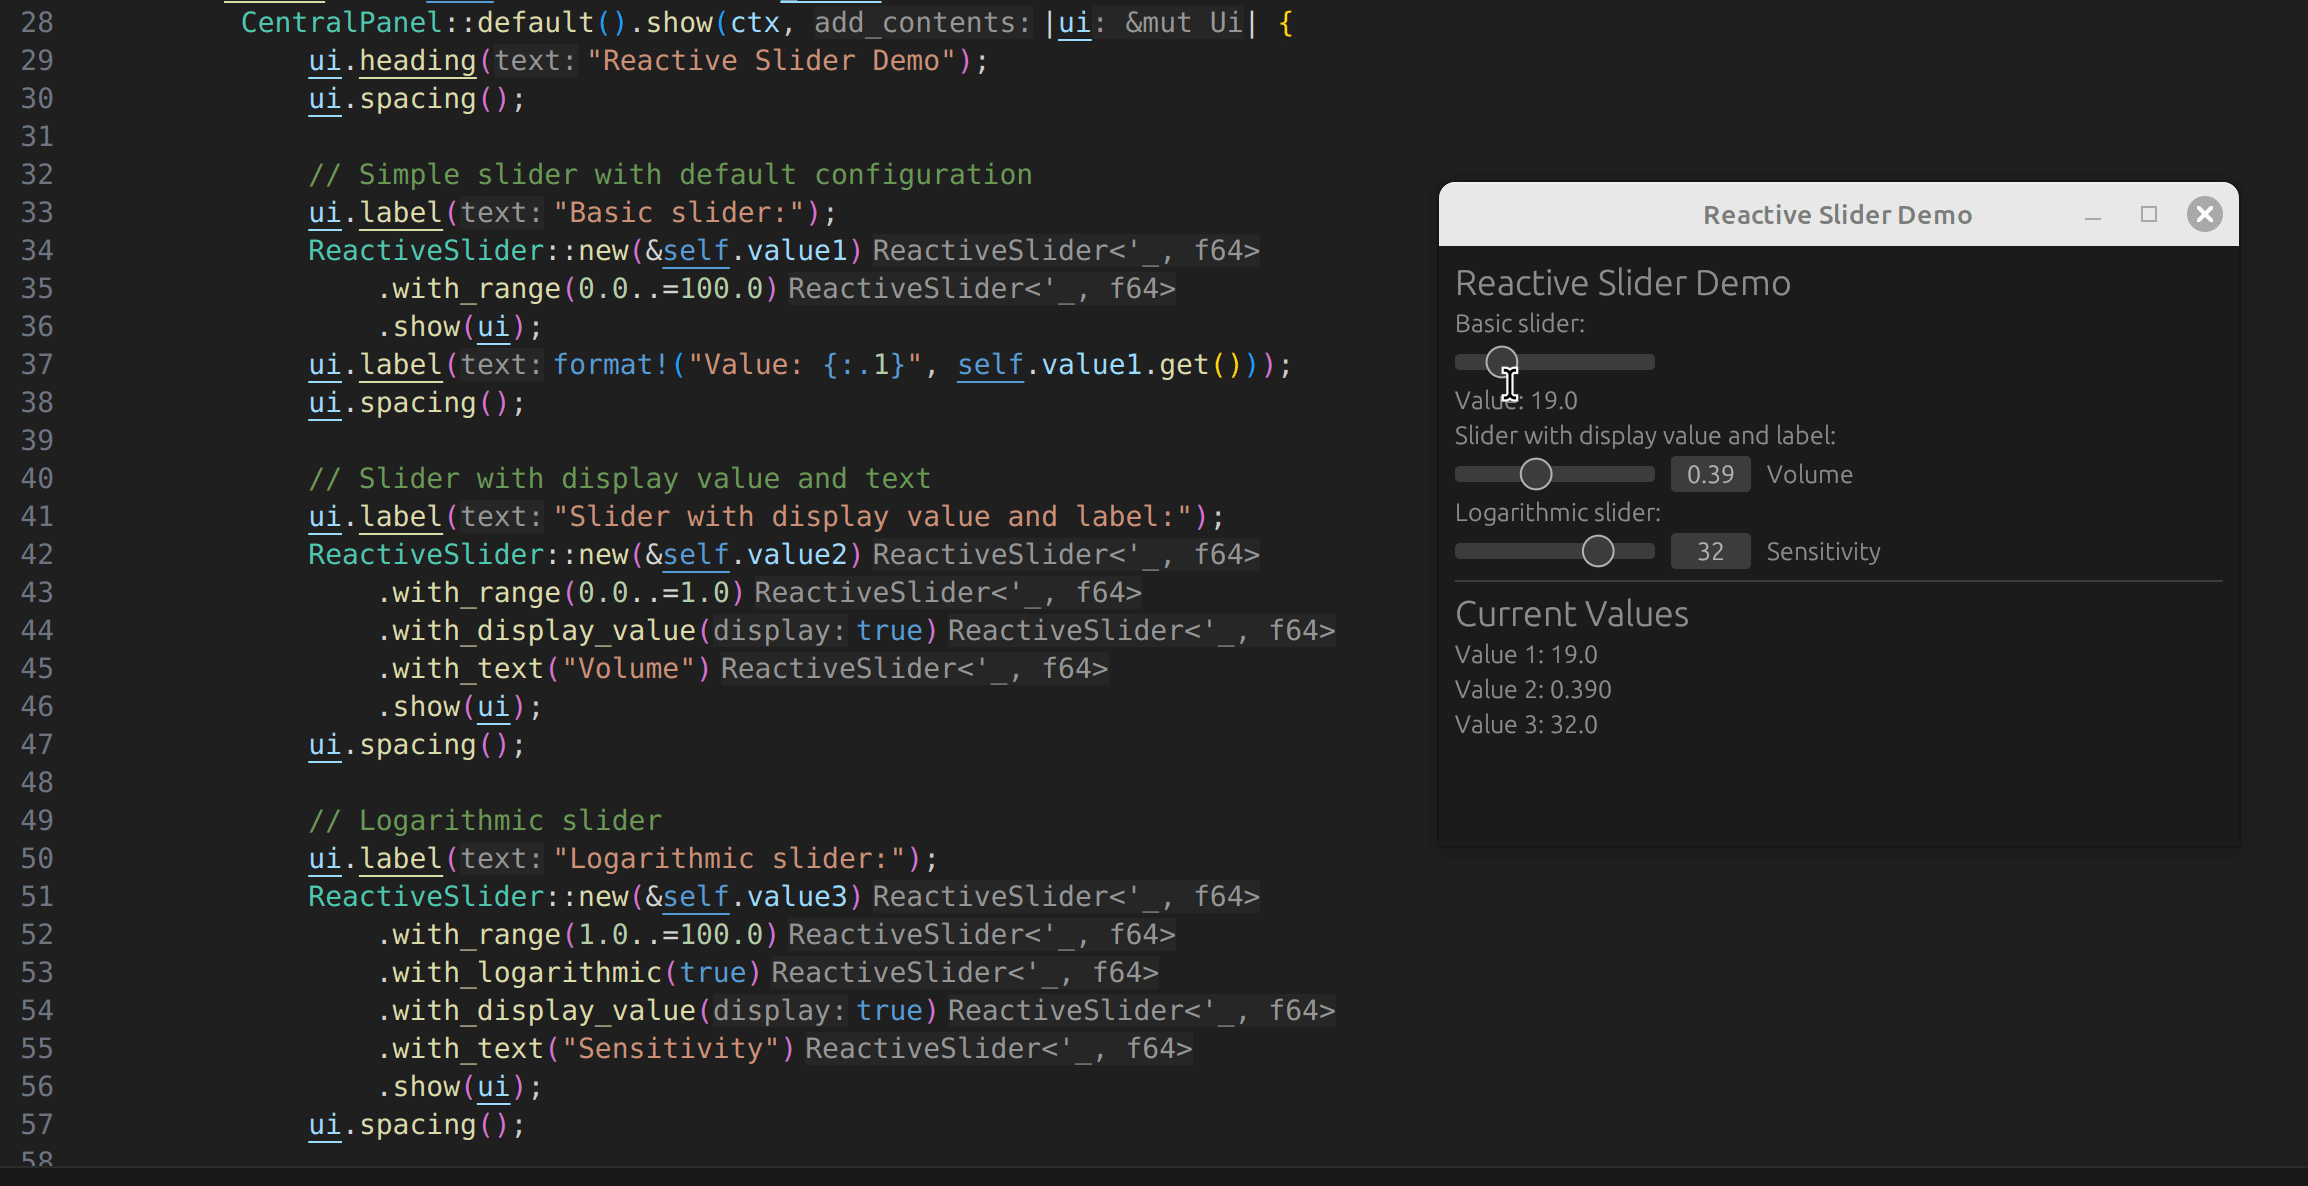 28 CentralPanel::default().show(ctx, add_contents: |ui: &mut Ui| {
29 ui.heading(text: "Reactive Slider Demo");
30 ui.spacing();
31
32 // Simple slider with default configuration
33 ui.label(text: "Basic slider:");
34 ReactiveSlider::new(&self.value1) ReactiveSlider<'_, f64>
35 .with_range(0.0..=100.0) ReactiveSlider<'_, f64>
36 .show(ui);
37 ui.label(text: format!("Value: {:.1}", self.value1.get()));
38 ui.spacing();
39
40 // Slider with display value and text
41 ui.label(text: "Slider with display value and label:");
42 ReactiveSlider::new(&self.value2) ReactiveSlider<'_, f64>
43 .with_range(0.0..=1.0) ReactiveSlider<'_, f64>
44 .with_display_value(display: true) ReactiveSlider<'_, f64>
45 .with_text("Volume") ReactiveSlider<'_, f64>
46 .show(ui);
47 ui.spacing();
48
49 // Logarithmic slider
50 ui.label(text: "Logarithmic slider:");
51 ReactiveSlider::new(&self.value3) ReactiveSlider<'_, f64>
52 .with_range(1.0..=100.0) ReactiveSlider<'_, f64>
53 .with_logarithmic(true) ReactiveSlider<'_, f64>
54 .with_display_value(display: true) ReactiveSlider<'_, f64>
55 .with_text("Sensitivity") ReactiveSlider<'_, f64>
56 .show(ui);
57 ui.spacing();
58
Reactive Slider Demo
Reactive Slider Demo
Basic slider:
Value: 19.0
Slider with display value and label:
0.39 Volume
Logarithmic slider:
32 Sensitivity
Current Values
Value 1: 19.0
Value 2: 0.390
Value 3: 32.0